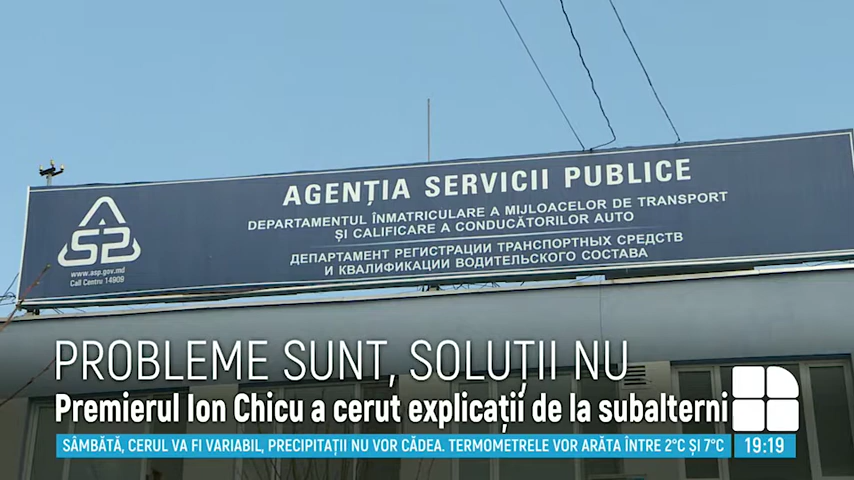 AGENȚIA SERVICII PUBLICE
DEPARTAMENTUL ÎNMATRICULARE A MIJLOACELOR DE TRANSPORT
ȘI CALIFICARE A CONDUCĂTORILOR AUTO
ДЕПАРТАМЕНТ РЕГИСТРАЦИИ ТРАНСПОРТНЫХ СРЕДСТВ
И КВАЛИФИКАЦИИ ВОДИТЕЛЬСКОГО СОСТАВА
ASP
www.asp.gov.md
Call Centru 14909
PROBLEME SUNT, SOLUȚII NU
Premierul Ion Chicu a cerut explicații de la subalterni
SÂMBĂTĂ, CERUL VA FI VARIABIL, PRECIPITAȚII NU VOR CĂDEA. TERMOMETRELE VOR ARĂTA ÎNTRE 2°C ȘI 7°C
19:19